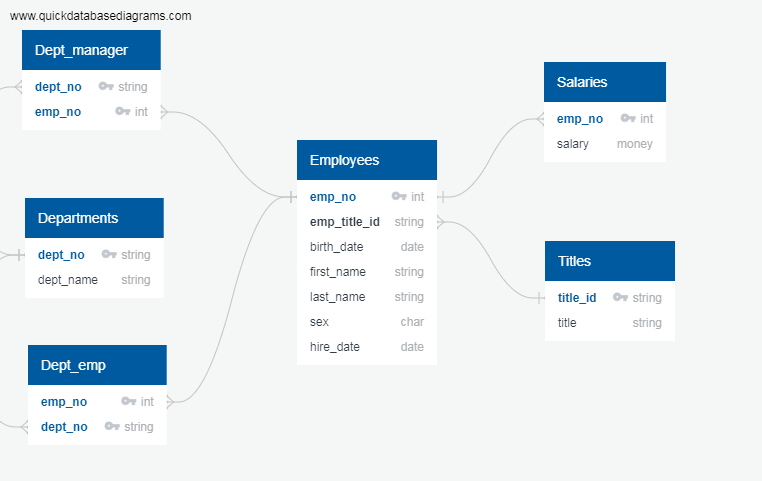 www.quickdatabasediagrams.com
Dept_manager
dept_no string
emp_no int
Departments
dept_no string
dept_name string
Dept_emp
emp_no int
dept_no string
Employees
emp_no int
emp_title_id string
birth_date date
first_name string
last_name string
sex char
hire_date date
Salaries
emp_no int
salary money
Titles
title_id string
title string